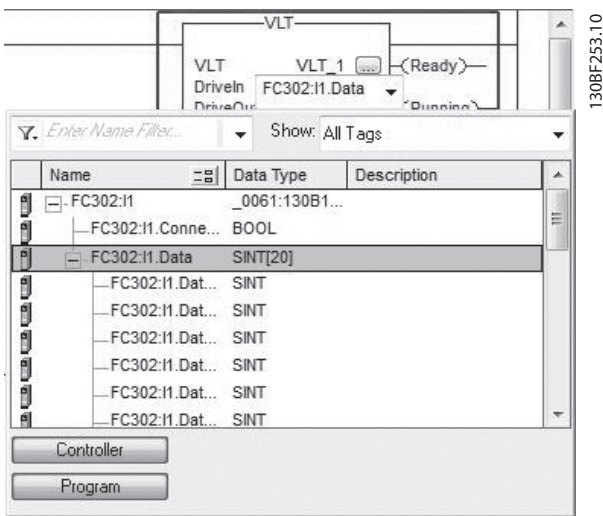 VLT
VLT VLT_1 ... (Ready)
DriveIn FC302:I1.Data
DriveOu (Running)
Enter Name Filter... Show: All Tags
Name Data Type Description
FC302:I1 _0061:130B1...
FC302:I1.Conne... BOOL
FC302:I1.Data SINT[20]
FC302:I1.Dat... SINT
FC302:I1.Dat... SINT
FC302:I1.Dat... SINT
FC302:I1.Dat... SINT
FC302:I1.Dat... SINT
FC302:I1.Dat... SINT
Controller
Program
130BF253.10